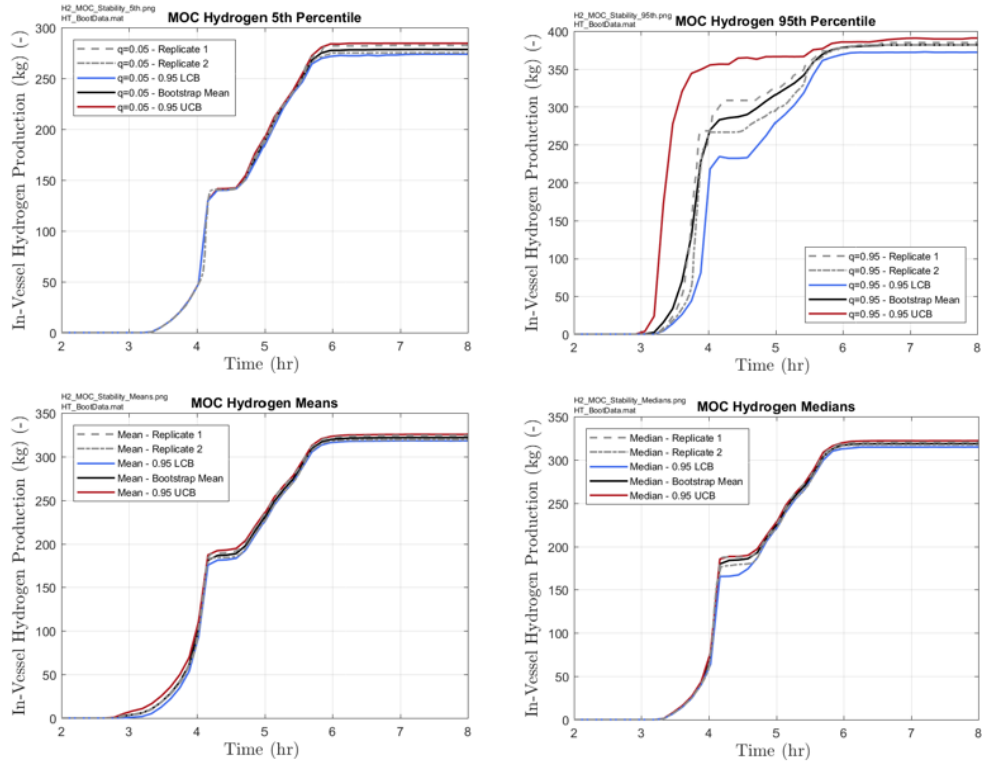 H2_MOC_Stability_5th.png
HT_BootData.mat
MOC Hydrogen 5th Percentile
In-Vessel Hydrogen Production (kg) (-)
300
250
200
150
100
50
0
q=0.05 - Replicate 1
q=0.05 - Replicate 2
q=0.05 - 0.95 LCB
q=0.05 - Bootstrap Mean
q=0.05 - 0.95 UCB
2 3 4 5 6 7 8
Time (hr)
H2_MOC_Stability_95th.png
HT_BootData.mat
MOC Hydrogen 95th Percentile
In-Vessel Hydrogen Production (kg) (-)
400
350
300
250
200
150
100
50
0
q=0.95 - Replicate 1
q=0.95 - Replicate 2
q=0.95 - 0.95 LCB
q=0.95 - Bootstrap Mean
q=0.95 - 0.95 UCB
2 3 4 5 6 7 8
Time (hr)
H2_MOC_Stability_Means.png
HT_BootData.mat
MOC Hydrogen Means
In-Vessel Hydrogen Production (kg) (-)
350
300
250
200
150
100
50
0
Mean - Replicate 1
Mean - Replicate 2
Mean - 0.95 LCB
Mean - Bootstrap Mean
Mean - 0.95 UCB
2 3 4 5 6 7 8
Time (hr)
H2_MOC_Stability_Medians.png
HT_BootData.mat
MOC Hydrogen Medians
In-Vessel Hydrogen Production (kg) (-)
350
300
250
200
150
100
50
0
Median - Replicate 1
Median - Replicate 2
Median - 0.95 LCB
Median - Bootstrap Mean
Median - 0.95 UCB
2 3 4 5 6 7 8
Time (hr)